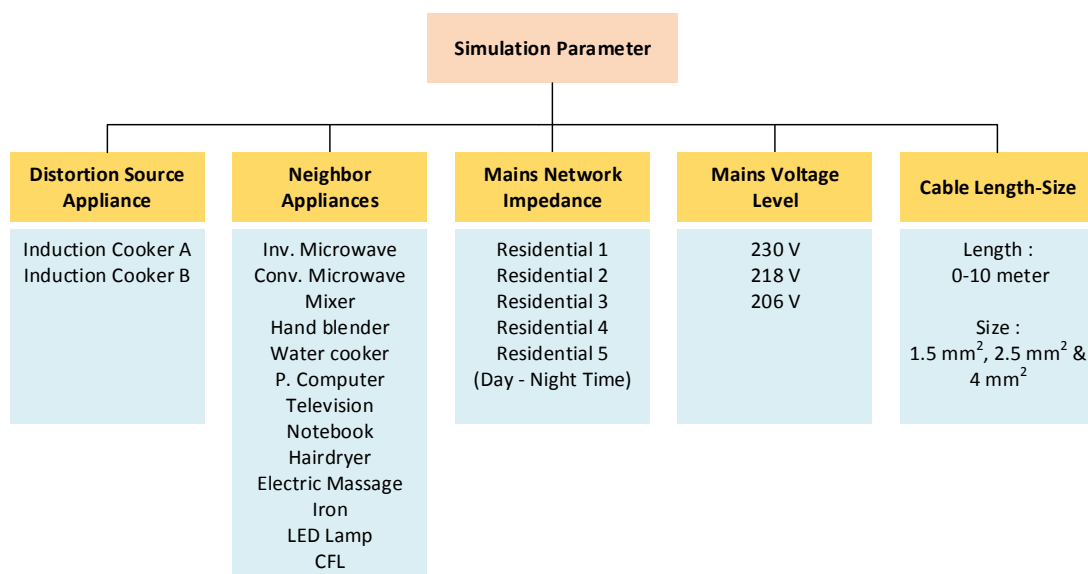 Simulation Parameter
Distortion Source
Appliance
Induction Cooker A
Induction Cooker B
Neighbor
Appliances
Inv. Microwave
Conv. Microwave
Mixer
Hand blender
Water cooker
P. Computer
Television
Notebook
Hairdryer
Electric Massage
Iron
LED Lamp
CFL
Mains Network
Impedance
Residential 1
Residential 2
Residential 3
Residential 4
Residential 5
(Day - Night Time)
Mains Voltage
Level
230 V
218 V
206 V
Cable Length-Size
Length :
0-10 meter
Size :
1.5 mm², 2.5 mm² &
4 mm²